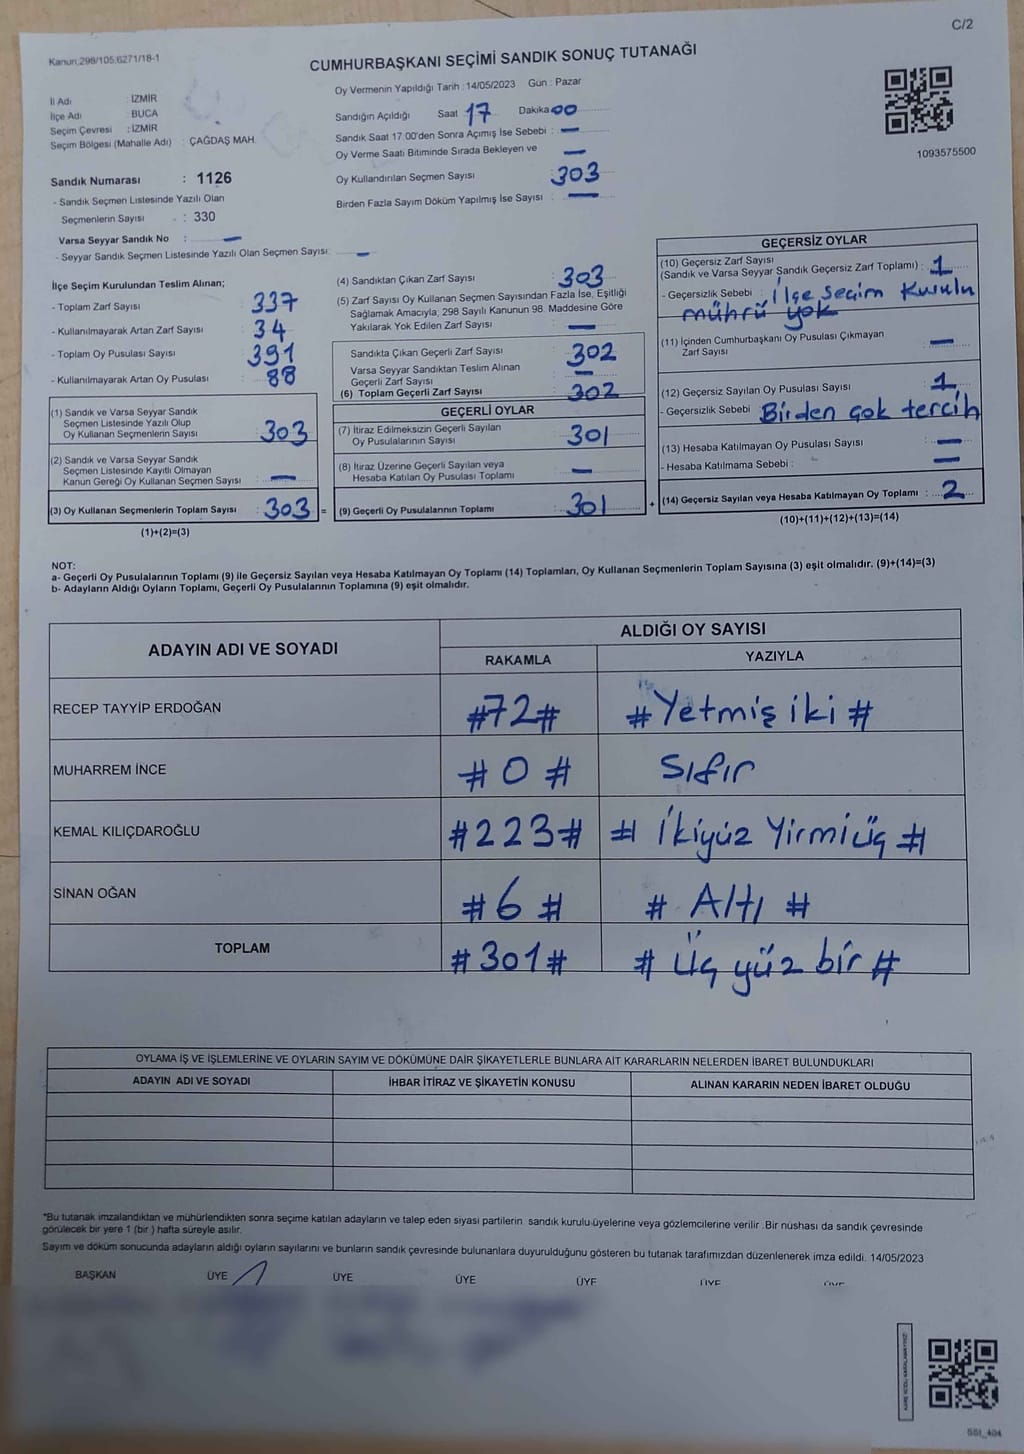 C/2
Kanun,298/105;6271/18-1
CUMHURBAŞKANI SEÇİMİ SANDIK SONUÇ TUTANAĞI
Oy Vermenin Yapıldığı Tarih : 14/05/2023 Gün : Pazar
İl Adı : İZMİR
İlçe Adı : BUCA
Seçim Çevresi : İZMİR
Seçim Bölgesi (Mahalle Adı) : ÇAĞDAŞ MAH.
Sandığın Açıldığı Saat 17 Dakika 00
Sandık Saat 17:00'den Sonra Açımış İse Sebebi : —
Oy Verme Saati Bitiminde Sırada Bekleyen ve —
Oy Kullandırılan Seçmen Sayısı 303
Birden Fazla Sayım Döküm Yapılmış İse Sayısı : —
1093575500
Sandık Numarası : 1126
- Sandık Seçmen Listesinde Yazılı Olan
Seçmenlerin Sayısı : 330
Varsa Seyyar Sandık No : —
- Seyyar Sandık Seçmen Listesinde Yazılı Olan Seçmen Sayısı: —
İlçe Seçim Kurulundan Teslim Alınan;
- Toplam Zarf Sayısı : 337
- Kullanılmayarak Artan Zarf Sayısı : 34
- Toplam Oy Pusulası Sayısı : 391
- Kullanılmayarak Artan Oy Pusulası : 88
(1) Sandık ve Varsa Seyyar Sandık
Seçmen Listesinde Yazılı Olup
Oy Kullanan Seçmenlerin Sayısı : 303
(2) Sandık ve Varsa Seyyar Sandık
Seçmen Listesinde Kayıtlı Olmayan
Kanun Gereği Oy Kullanan Seçmen Sayısı : —
(3) Oy Kullanan Seçmenlerin Toplam Sayısı : 303 =
(1)+(2)=(3)
(4) Sandıktan Çıkan Zarf Sayısı : 303
(5) Zarf Sayısı Oy Kullanan Seçmen Sayısından Fazla İse, Eşitliği
Sağlamak Amacıyla, 298 Sayılı Kanunun 98. Maddesine Göre
Yakılarak Yok Edilen Zarf Sayısı : —
Sandıkta Çıkan Geçerli Zarf Sayısı : 302
Varsa Seyyar Sandıktan Teslim Alınan
Geçerli Zarf Sayısı : —
(6) Toplam Geçerli Zarf Sayısı : 302
GEÇERLİ OYLAR
(7) İtiraz Edilmeksizin Geçerli Sayılan
Oy Pusulalarının Sayısı : 301
(8) İtiraz Üzerine Geçerli Sayılan veya
Hesaba Katılan Oy Pusulası Toplamı : —
(9) Geçerli Oy Pusulalarının Toplamı : 301 +
GEÇERSİZ OYLAR
(10) Geçersiz Zarf Sayısı
(Sandık ve Varsa Seyyar Sandık Geçersiz Zarf Toplamı) : 1
- Geçersizlik Sebebi : İlçe seçim Kurulu
mührü yok
(11) İçinden Cumhurbaşkanı Oy Pusulası Çıkmayan
Zarf Sayısı : —
(12) Geçersiz Sayılan Oy Pusulası Sayısı : 1
- Geçersizlik Sebebi : Birden çok tercih
(13) Hesaba Katılmayan Oy Pusulası Sayısı : —
- Hesaba Katılmama Sebebi : —
(14) Geçersiz Sayılan veya Hesaba Katılmayan Oy Toplamı : 2
(10)+(11)+(12)+(13)=(14)
NOT:
a- Geçerli Oy Pusulalarının Toplamı (9) ile Geçersiz Sayılan veya Hesaba Katılmayan Oy Toplamı (14) Toplamları, Oy Kullanan Seçmenlerin Toplam Sayısına (3) eşit olmalıdır. (9)+(14)=(3)
b- Adayların Aldığı Oyların Toplamı, Geçerli Oy Pusulalarının Toplamına (9) eşit olmalıdır.
ADAYIN ADI VE SOYADI ALDIĞI OY SAYISI
RAKAMLA YAZIYLA
RECEP TAYYİP ERDOĞAN #72# #Yetmiş iki #
MUHARREM İNCE # 0 # Sıfır
KEMAL KILIÇDAROĞLU #223# # İkiyüz Yirmiüç #
SİNAN OĞAN # 6 # # Altı #
TOPLAM #301# # Üç yüz bir #
OYLAMA İŞ VE İŞLEMLERİNE VE OYLARIN SAYIM VE DÖKÜMÜNE DAİR ŞİKAYETLERLE BUNLARA AİT KARARLARIN NELERDEN İBARET BULUNDUKLARI
ADAYIN ADI VE SOYADI İHBAR İTİRAZ VE ŞİKAYETİN KONUSU ALINAN KARARIN NEDEN İBARET OLDUĞU
*Bu tutanak imzalandıktan ve mühürlendikten sonra seçime katılan adayların ve talep eden siyasi partilerin sandık kurulu üyelerine veya gözlemcilerine verilir. Bir nüshası da sandık çevresinde
görülecek bir yere 1 (bir) hafta süreyle asılır.
Sayım ve döküm sonucunda adayların aldığı oyların sayılarını ve bunların sandık çevresinde bulunanlara duyurulduğunu gösteren bu tutanak tarafımızdan düzenlenerek imza edildi. 14/05/2023
BAŞKAN ÜYE ÜYE ÜYE ÜYE ÜYE ÜYE